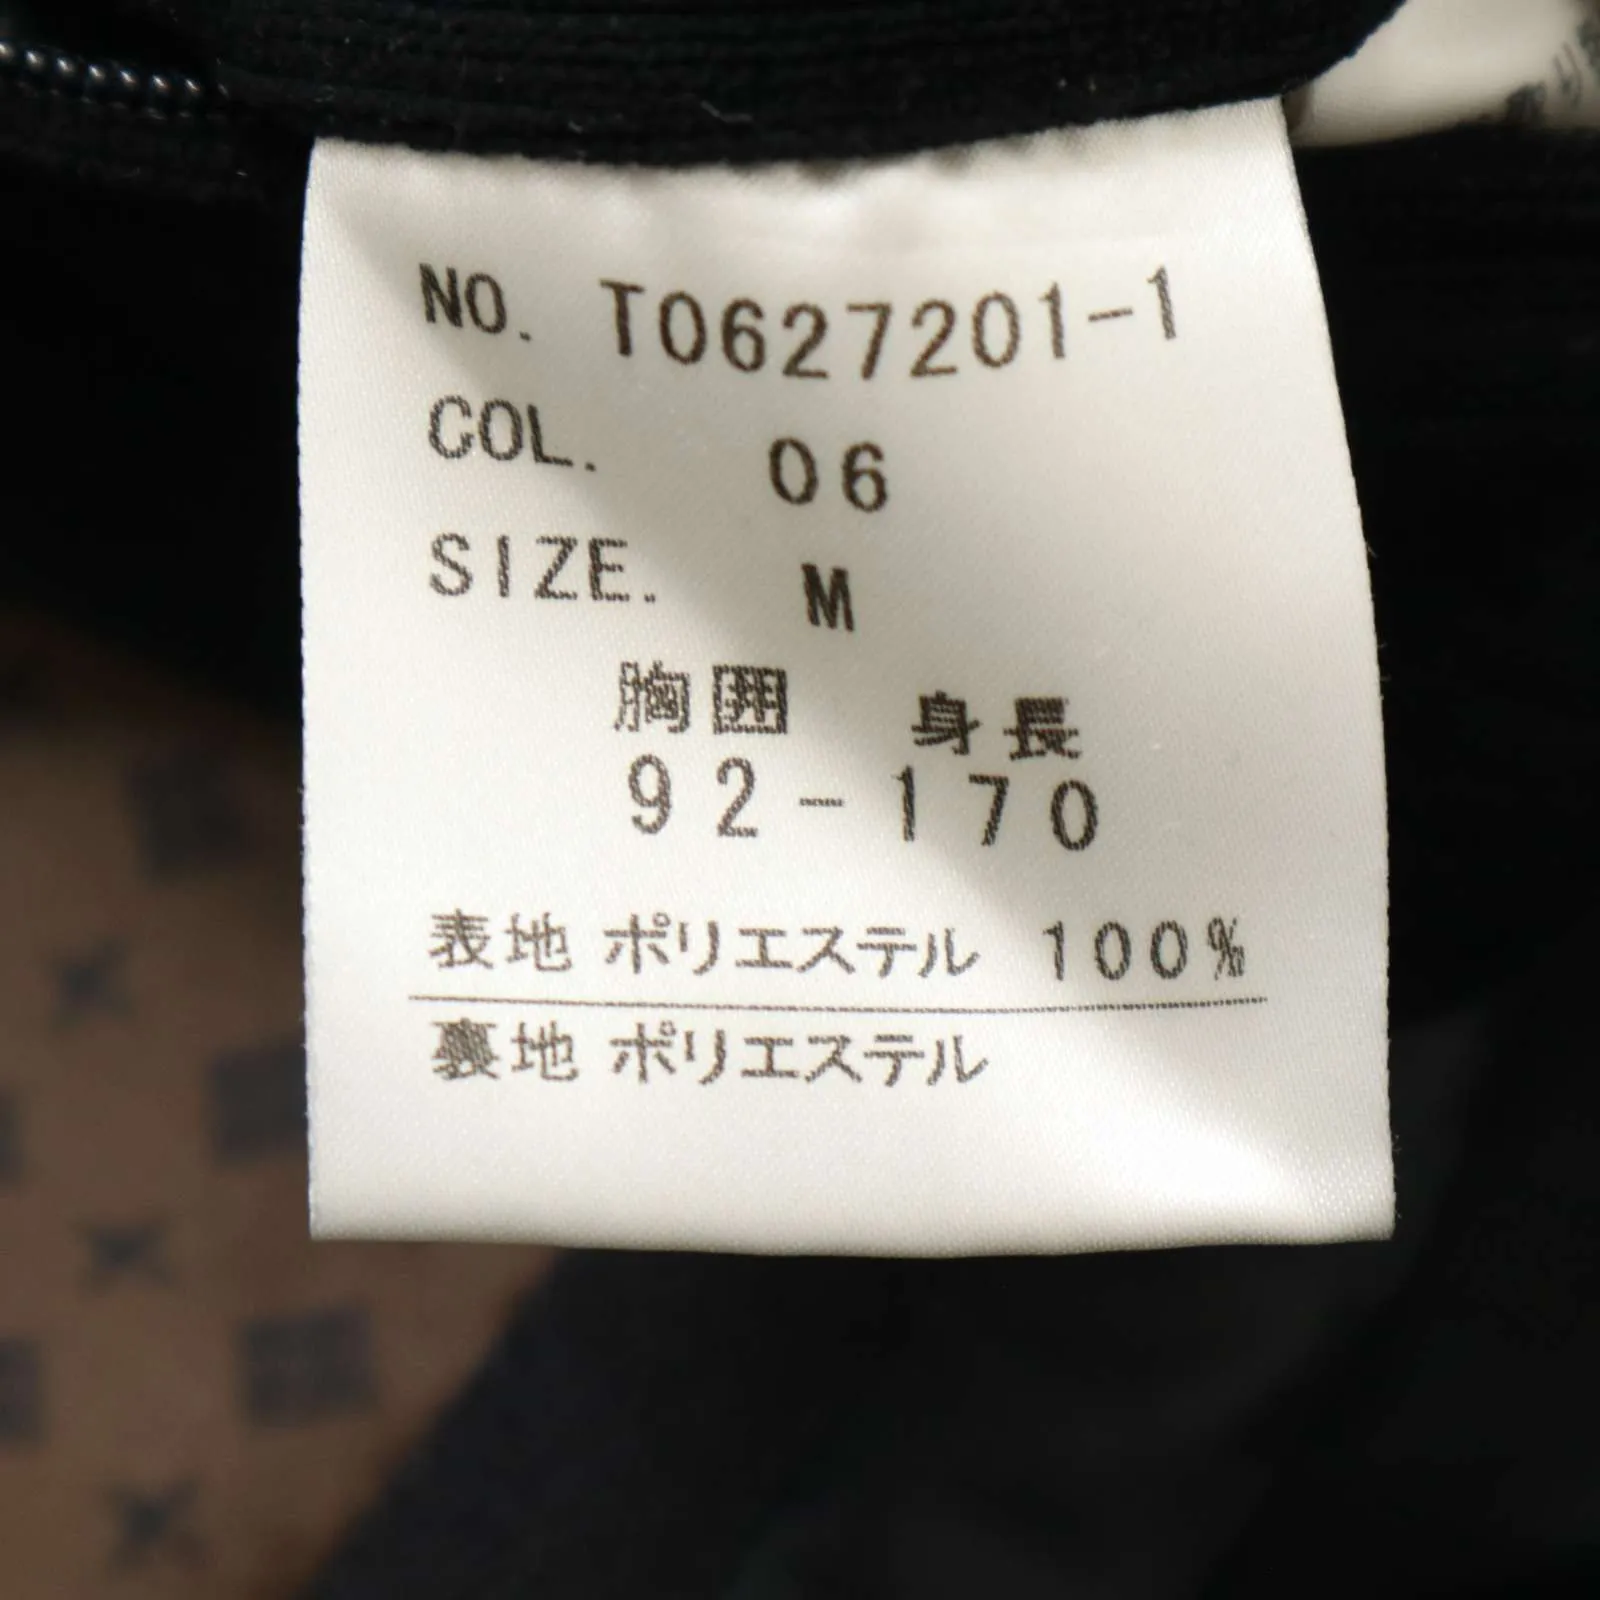 NO. T0627201-1
COL. 06
SIZE. M
胸囲 身長
92-170
表地 ポリエステル 100%
裏地 ポリエステル